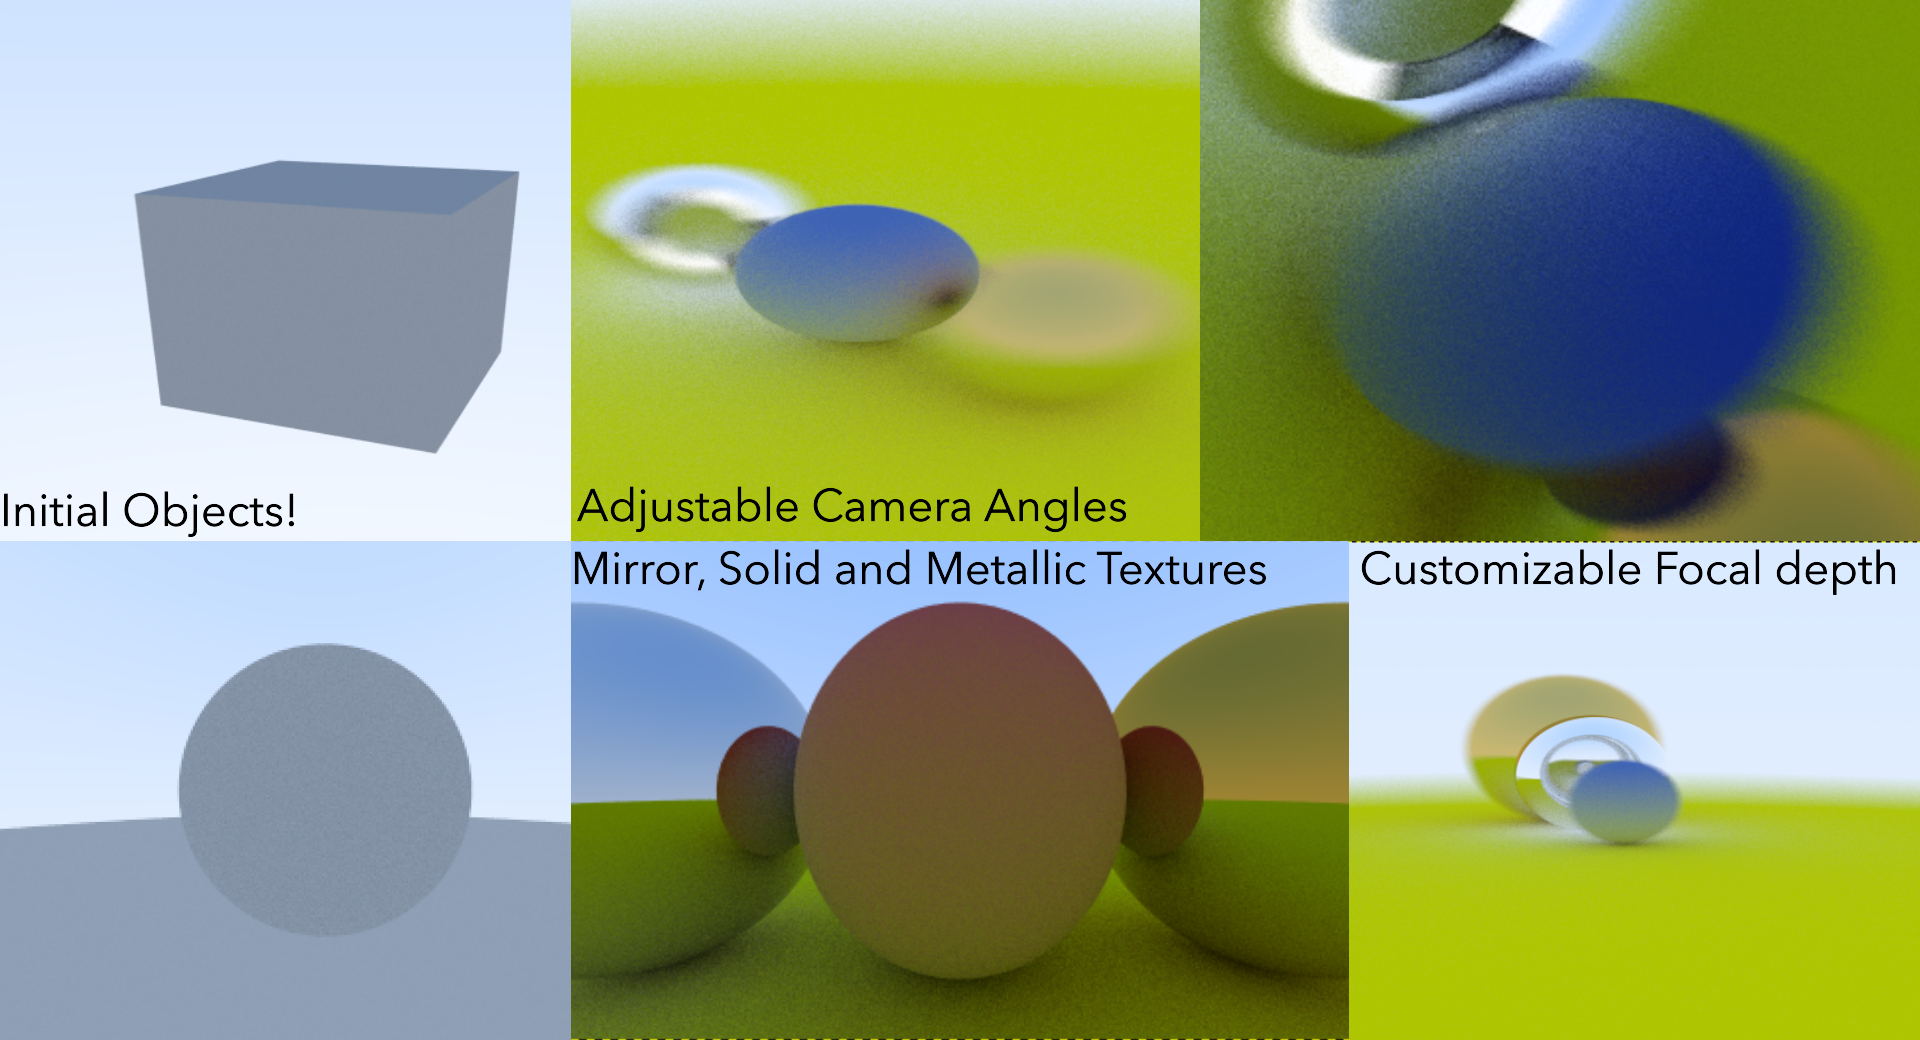 Initial Objects!
Adjustable Camera Angles
Mirror, Solid and Metallic Textures
Customizable Focal depth